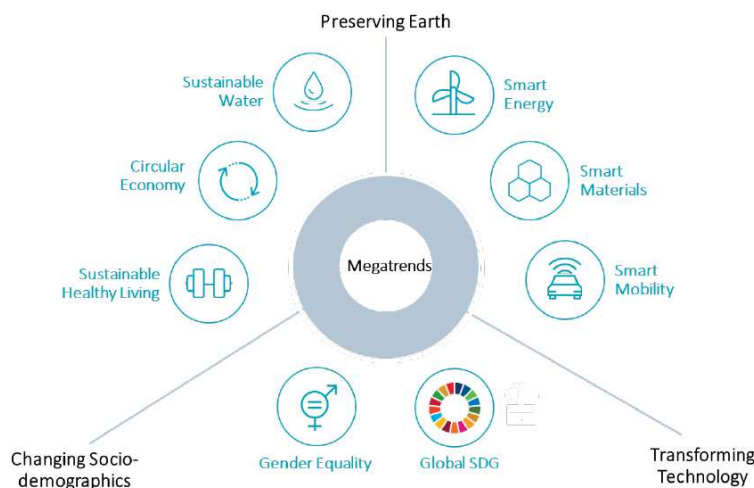 Preserving Earth
Sustainable
Water
Smart
Energy
Circular
Economy
Smart
Materials
Sustainable
Healthy Living
Megatrends
Smart
Mobility
Changing Socio-
demographics
Gender Equality
Global SDG
Transforming
Technology